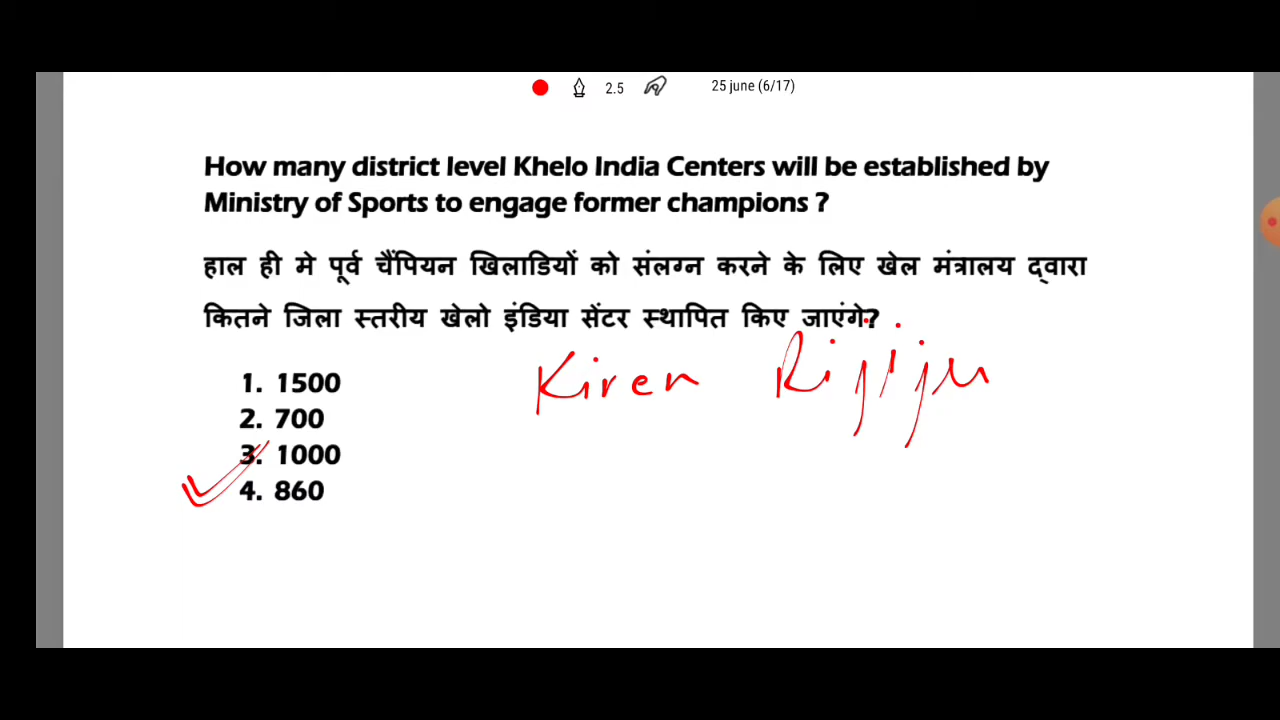 2.5 25 june (6/17)
How many district level Khelo India Centers will be established by
Ministry of Sports to engage former champions ?
हाल ही मे पूर्व चैंपियन खिलाडियों को संलग्न करने के लिए खेल मंत्रालय द्वारा
कितने जिला स्तरीय खेलो इंडिया सेंटर स्थापित किए जाएंगे?
Kiren Rijiju
1. 1500
2. 700
3. 1000
4. 860